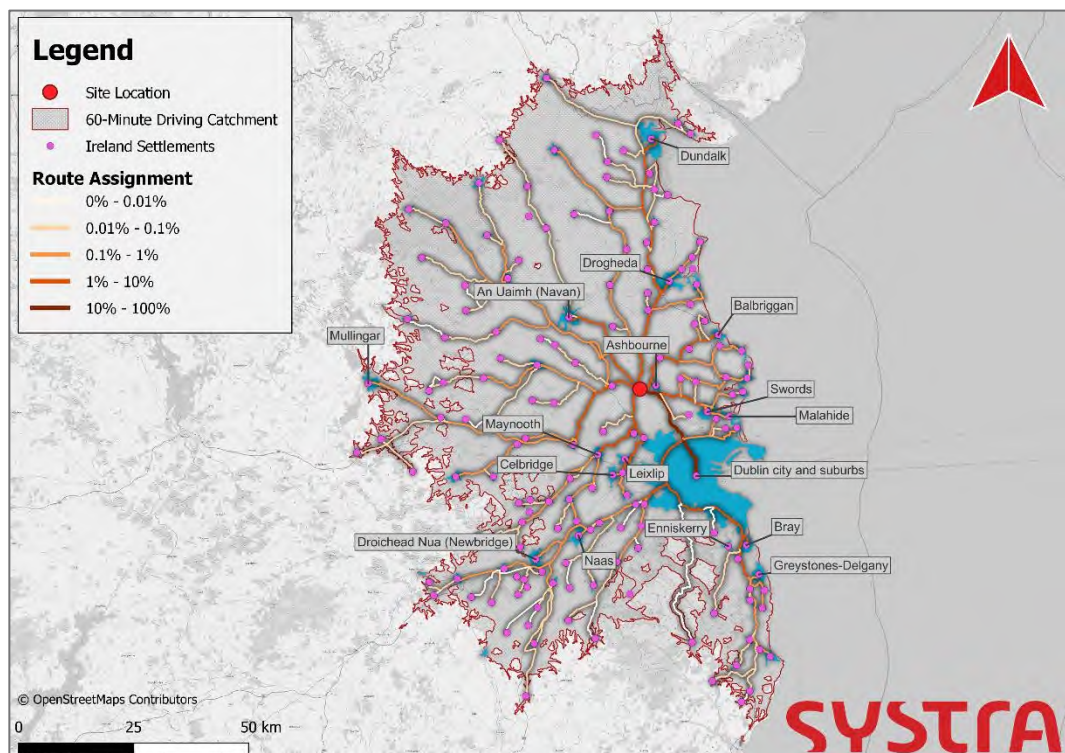 Legend
Site Location
60-Minute Driving Catchment
Ireland Settlements
Route Assignment
0% - 0.01%
0.01% - 0.1%
0.1% - 1%
1% - 10%
10% - 100%
Dundalk
Drogheda
An Uaimh (Navan)
Balbriggan
Mullingar
Ashbourne
Swords
Malahide
Maynooth
Celbridge
Leixlip
Dublin city and suburbs
Enniskerry
Bray
Droichead Nua (Newbridge)
Naas
Greystones-Delgany
© OpenStreetMaps Contributors
0 25 50 km
SYSTRA